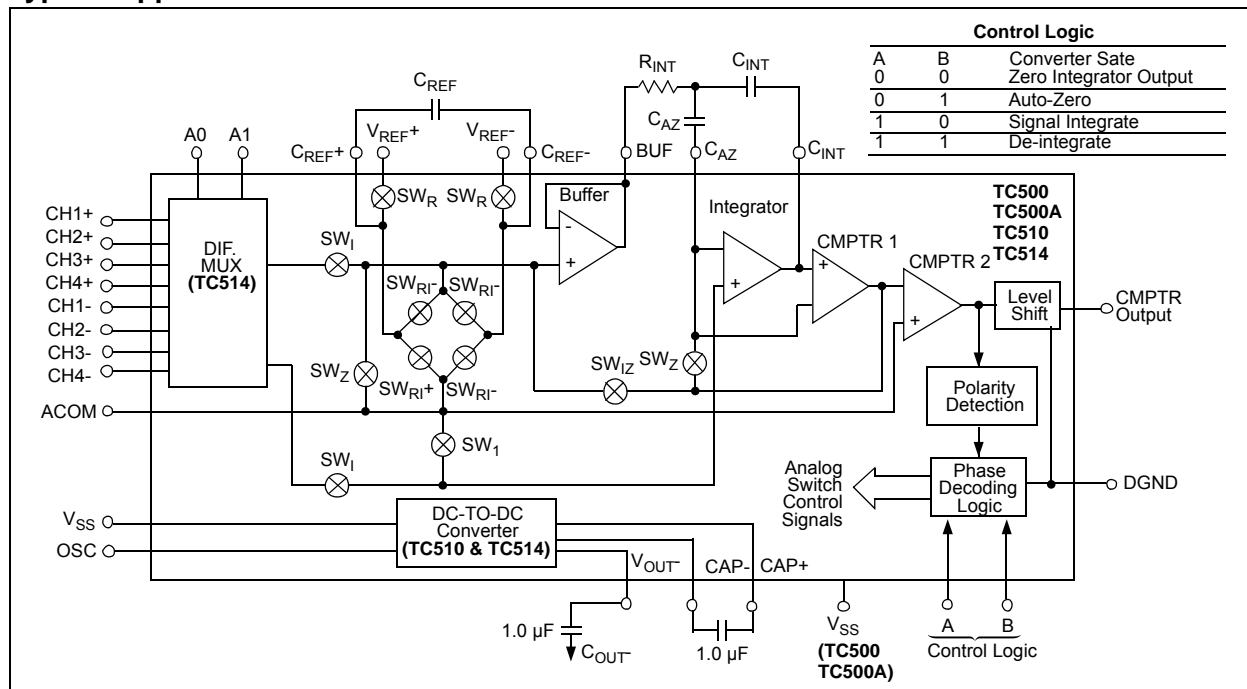 Control Logic
A B Converter Sate
0 0 Zero Integrator Output
0 1 Auto-Zero
1 0 Signal Integrate
1 1 De-integrate
RINT
CINT
CREF
CAZ
VREF+ VREF-
A0 A1
CREF+ CREF- BUF CAZ CINT
SWR SWR
Buffer
TC500
TC500A
TC510
TC514
CH1+
CH2+
CH3+
CH4+
CH1-
CH2-
CH3-
CH4-
DIF.
MUX
(TC514)
SWI
-
+
Integrator
+
CMPTR 1
+
CMPTR 2
+
Level
Shift
CMPTR
Output
SWRI- SWRI-
SWZ
SWRI+ SWRI-
SWIZ
SWZ
ACOM
Polarity
Detection
SW1
SWI
Analog
Switch
Control
Signals
Phase
Decoding
Logic
DGND
VSS
OSC
DC-TO-DC
Converter
(TC510 & TC514)
VOUT- CAP- CAP+
1.0 µF
COUT-
1.0 µF
VSS
(TC500
TC500A)
A B
Control Logic